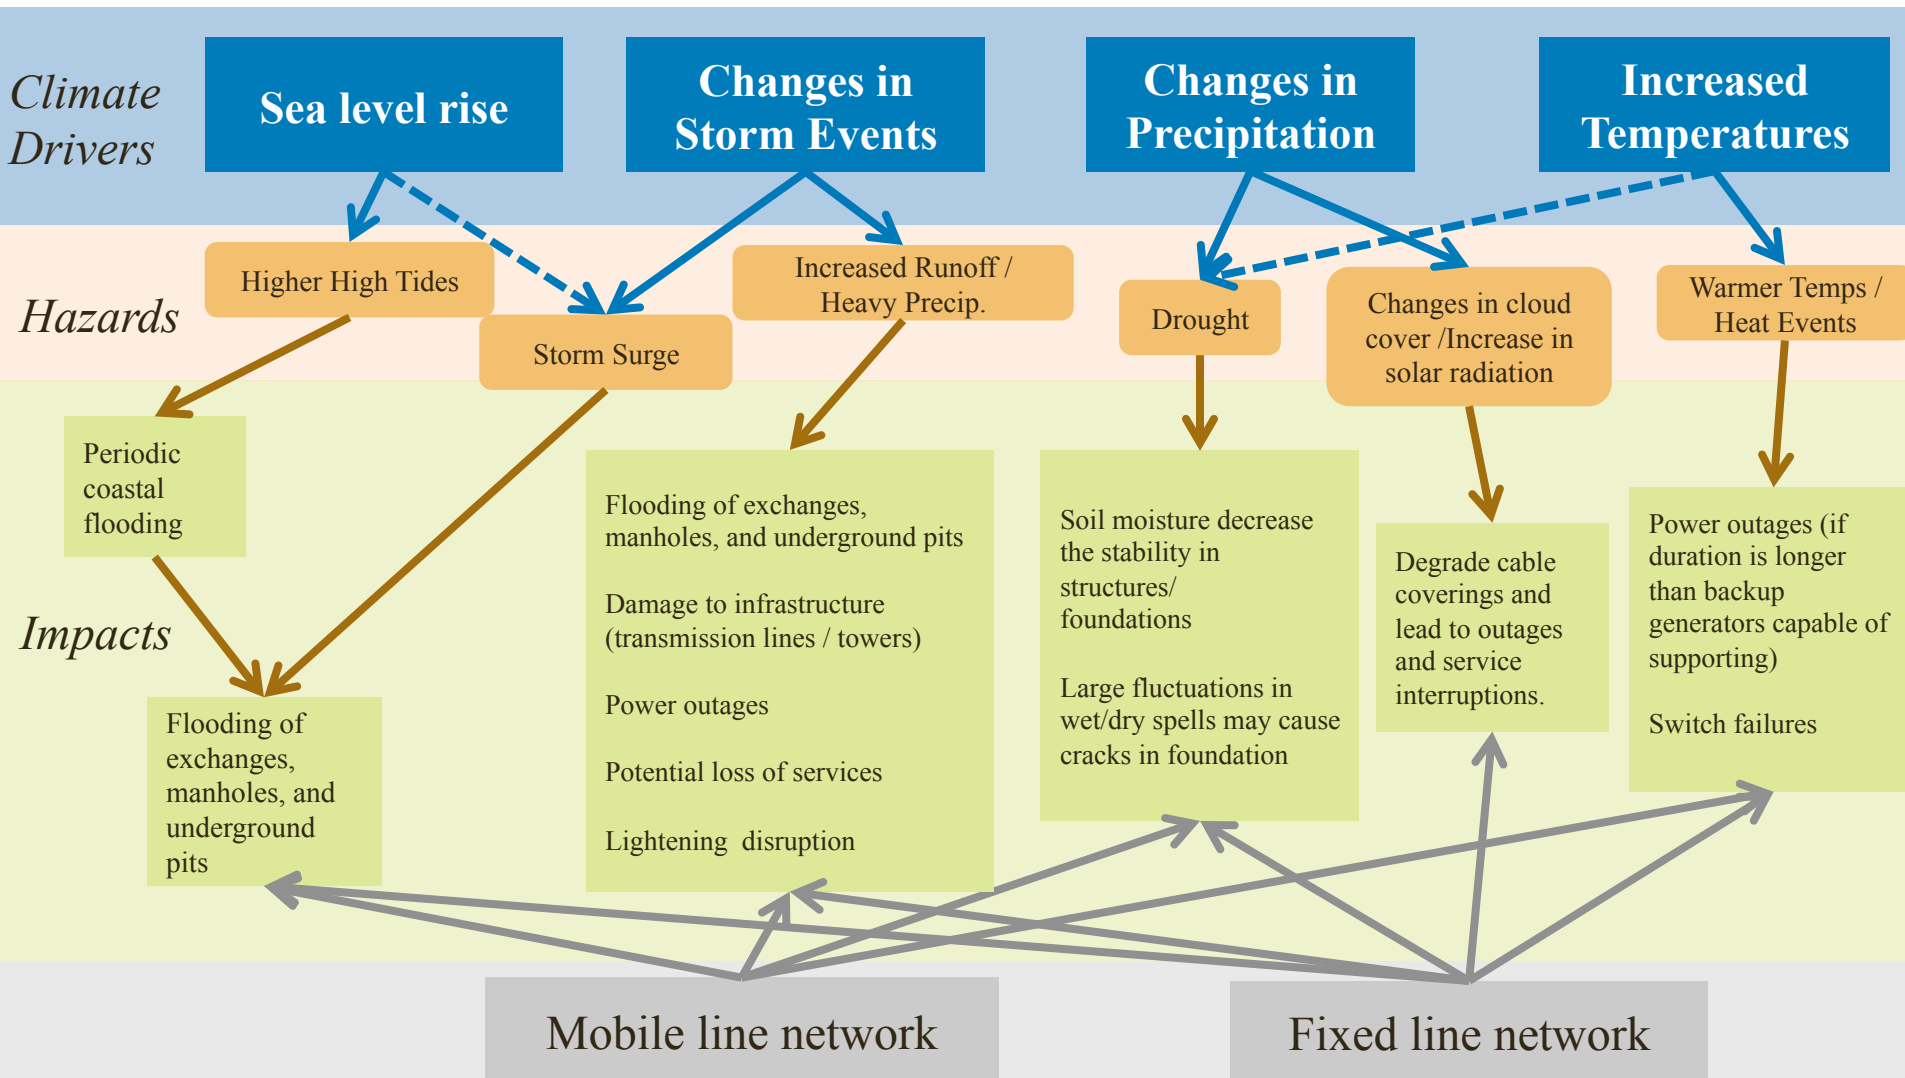 Climate
Drivers
Sea level rise
Changes in
Storm Events
Changes in
Precipitation
Increased
Temperatures
Hazards
Higher High Tides
Storm Surge
Increased Runoff /
Heavy Precip.
Drought
Changes in cloud
cover /Increase in
solar radiation
Warmer Temps /
Heat Events
Impacts
Periodic
coastal
flooding
Flooding of
exchanges,
manholes, and
underground
pits
Flooding of exchanges,
manholes, and underground pits
Damage to infrastructure
(transmission lines / towers)
Power outages
Potential loss of services
Lightening  disruption
Soil moisture decrease
the stability in
structures/
foundations
Large fluctuations in
wet/dry spells may cause
cracks in foundation
Degrade cable
coverings and
lead to outages
and service
interruptions.
Power outages (if
duration is longer
than backup
generators capable of
supporting)
Switch failures
Mobile line network
Fixed line network